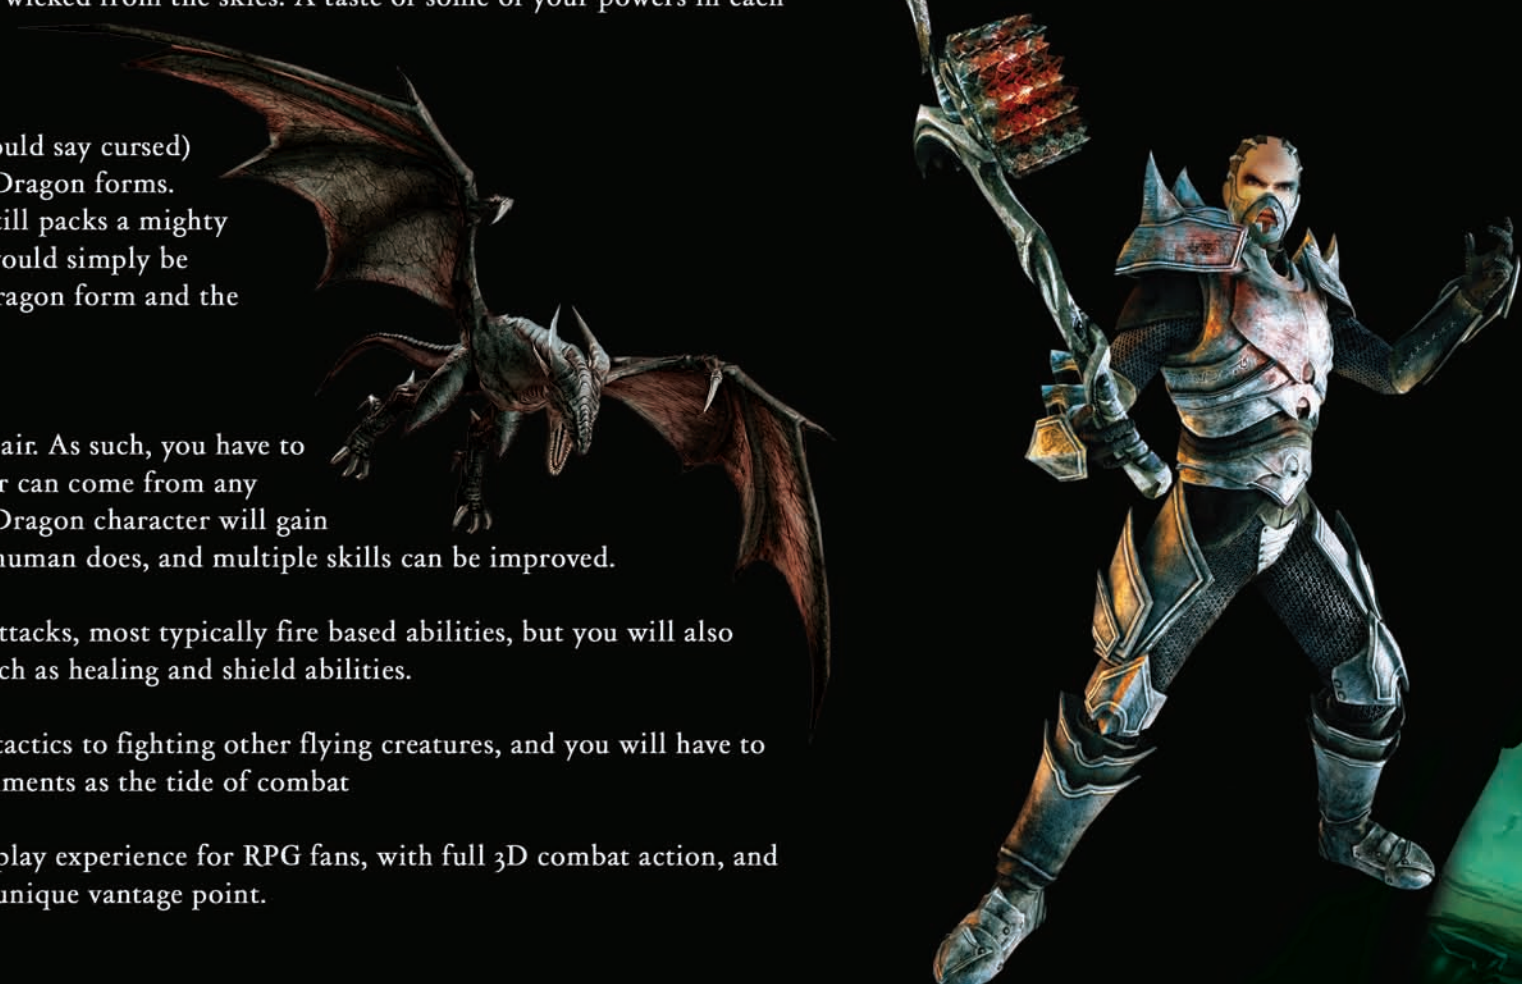 wicked from the skies. A taste of some of your powers in each
ould say cursed)
Dragon forms.
till packs a mighty
ould simply be
ragon form and the
air. As such, you have to
r can come from any
Dragon character will gain
human does, and multiple skills can be improved.
ttacks, most typically fire based abilities, but you will also
ch as healing and shield abilities.
tactics to fighting other flying creatures, and you will have to
ments as the tide of combat
play experience for RPG fans, with full 3D combat action, and
unique vantage point.